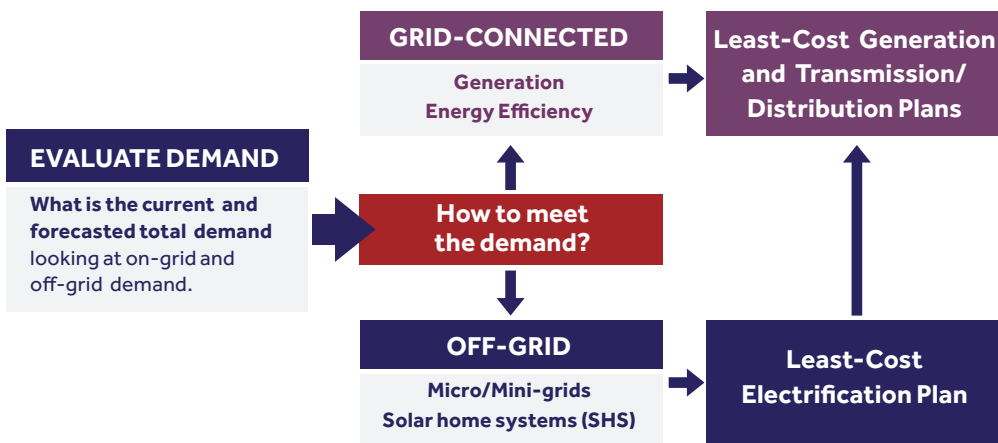 EVALUATE DEMAND
What is the current and
forecasted total demand
looking at on-grid and
off-grid demand.
How to meet
the demand?
GRID-CONNECTED
Generation
Energy Efficiency
Least-Cost Generation
and Transmission/
Distribution Plans
OFF-GRID
Micro/Mini-grids
Solar home systems (SHS)
Least-Cost
Electrification Plan